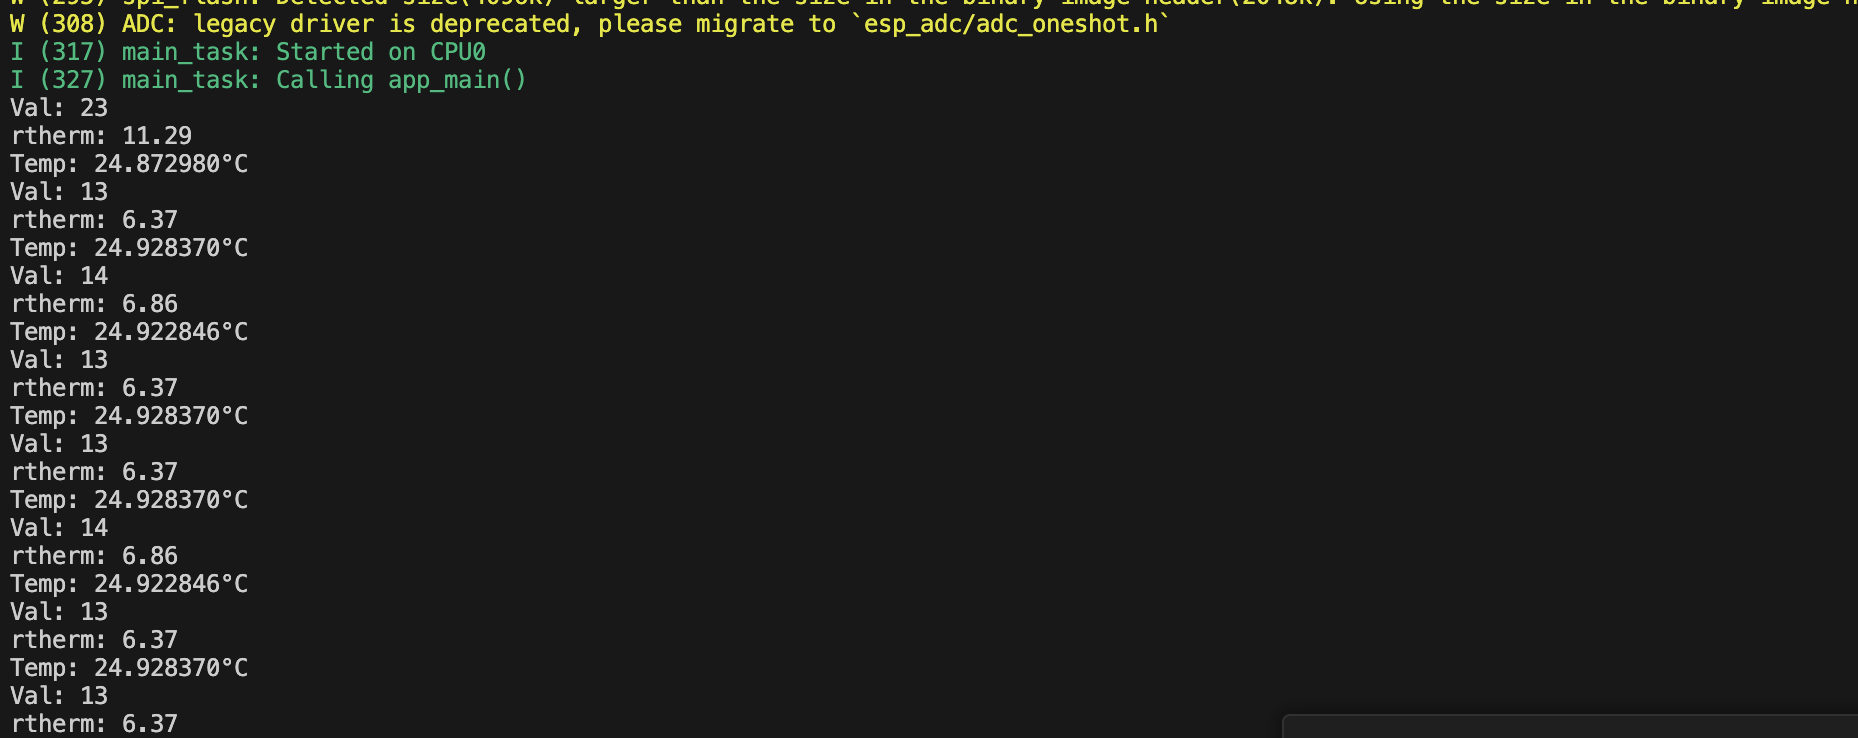 W (308) ADC: legacy driver is deprecated, please migrate to `esp_adc/adc_oneshot.h`
I (317) main_task: Started on CPU0
I (327) main_task: Calling app_main()
Val: 23
rtherm: 11.29
Temp: 24.872980°C
Val: 13
rtherm: 6.37
Temp: 24.928370°C
Val: 14
rtherm: 6.86
Temp: 24.922846°C
Val: 13
rtherm: 6.37
Temp: 24.928370°C
Val: 13
rtherm: 6.37
Temp: 24.928370°C
Val: 14
rtherm: 6.86
Temp: 24.922846°C
Val: 13
rtherm: 6.37
Temp: 24.928370°C
Val: 13
rtherm: 6.37